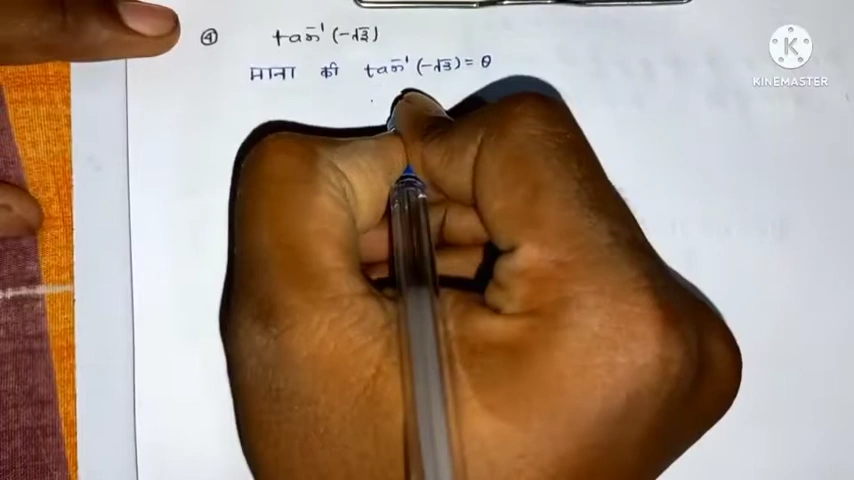 ④ tan⁻¹ (-√3)
माना की tan⁻¹ (-√3) = θ
KINEMASTER